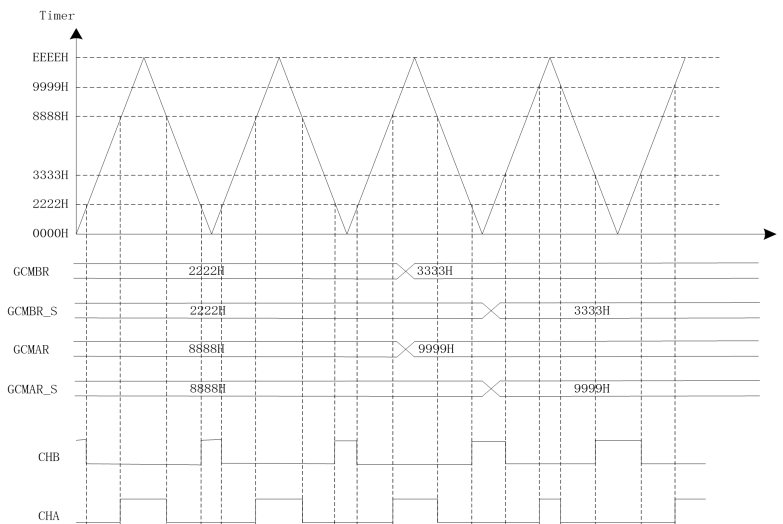 Timer
EEEEH
9999H
8888H
3333H
2222H
0000H
GCMBR 2222H 3333H
GCMBR_S 2222H 3333H
GCMAR 8888H 9999H
GCMAR_S 8888H 9999H
CHB
CHA